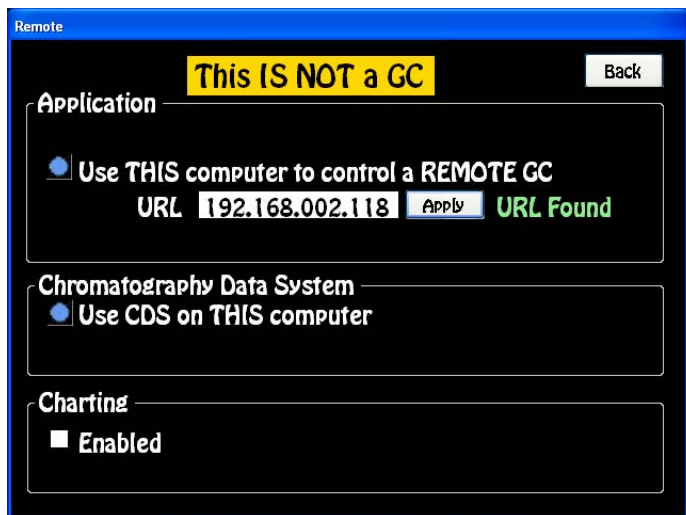 Remote
This IS NOT a GC
Back
Application
Use THIS computer to control a REMOTE GC
URL 192.168.002.118 Apply URL Found
Chromatography Data System
Use CDS on THIS computer
Charting
Enabled